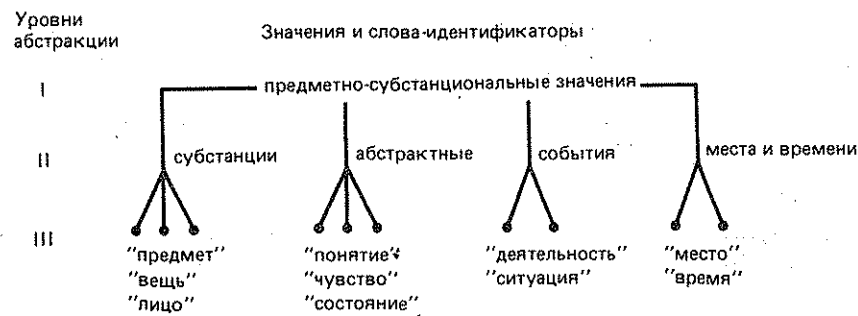 Уровни
абстракции
Значения и слова-идентификаторы
I
предметно-субстанциональные значения
II
субстанции
абстрактные
события
места и времени
III
"предмет"
"вещь"
"лицо"
"понятие"
"чувство"
"состояние"
"деятельность"
"ситуация"
"место"
"время"